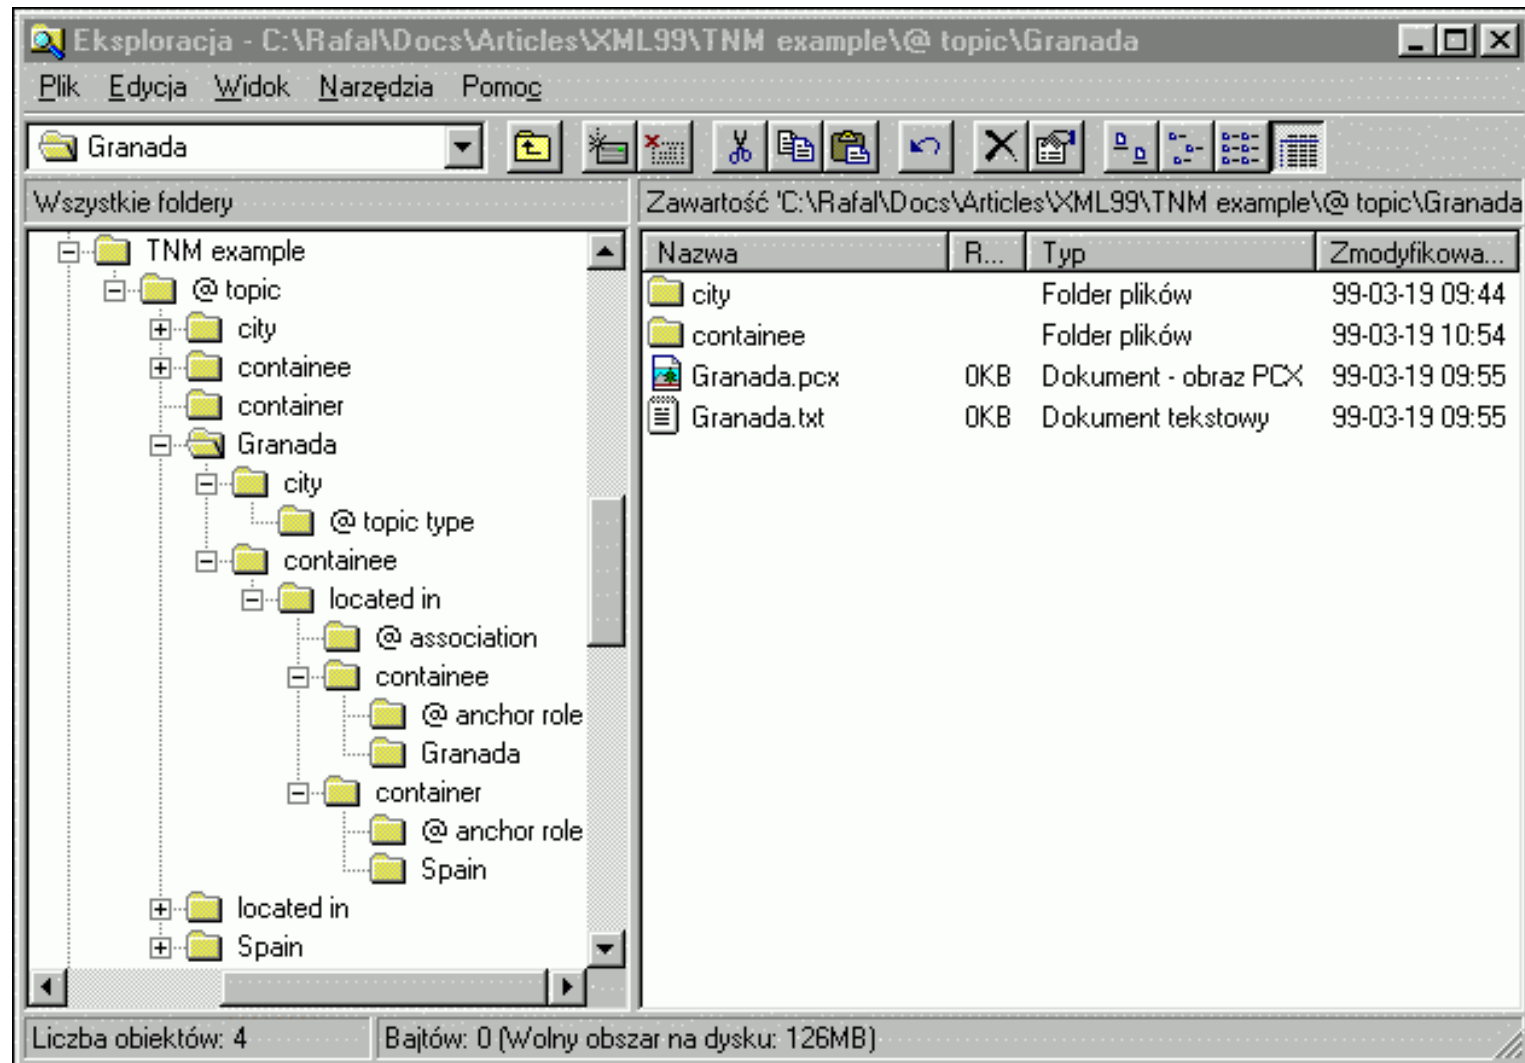 Eksploracja - C:\Rafal\Docs\Articles\XML99\TNM example\@ topic\Granada
Plik Edycja Widok Narzędzia Pomoc
Granada
Wszystkie foldery
Zawartość 'C:\Rafal\Docs\Articles\XML99\TNM example\@ topic\Granada
TNM example
@ topic
city
containee
container
Granada
city
@ topic type
containee
located in
@ association
containee
@ anchor role
Granada
container
@ anchor role
Spain
located in
Spain
Nazwa R... Typ Zmodyfikowa...
city Folder plików 99-03-19 09:44
containee Folder plików 99-03-19 10:54
Granada.pcx 0KB Dokument - obraz PCX 99-03-19 09:55
Granada.txt 0KB Dokument tekstowy 99-03-19 09:55
Liczba obiektów: 4
Bajtów: 0 (Wolny obszar na dysku: 126MB)